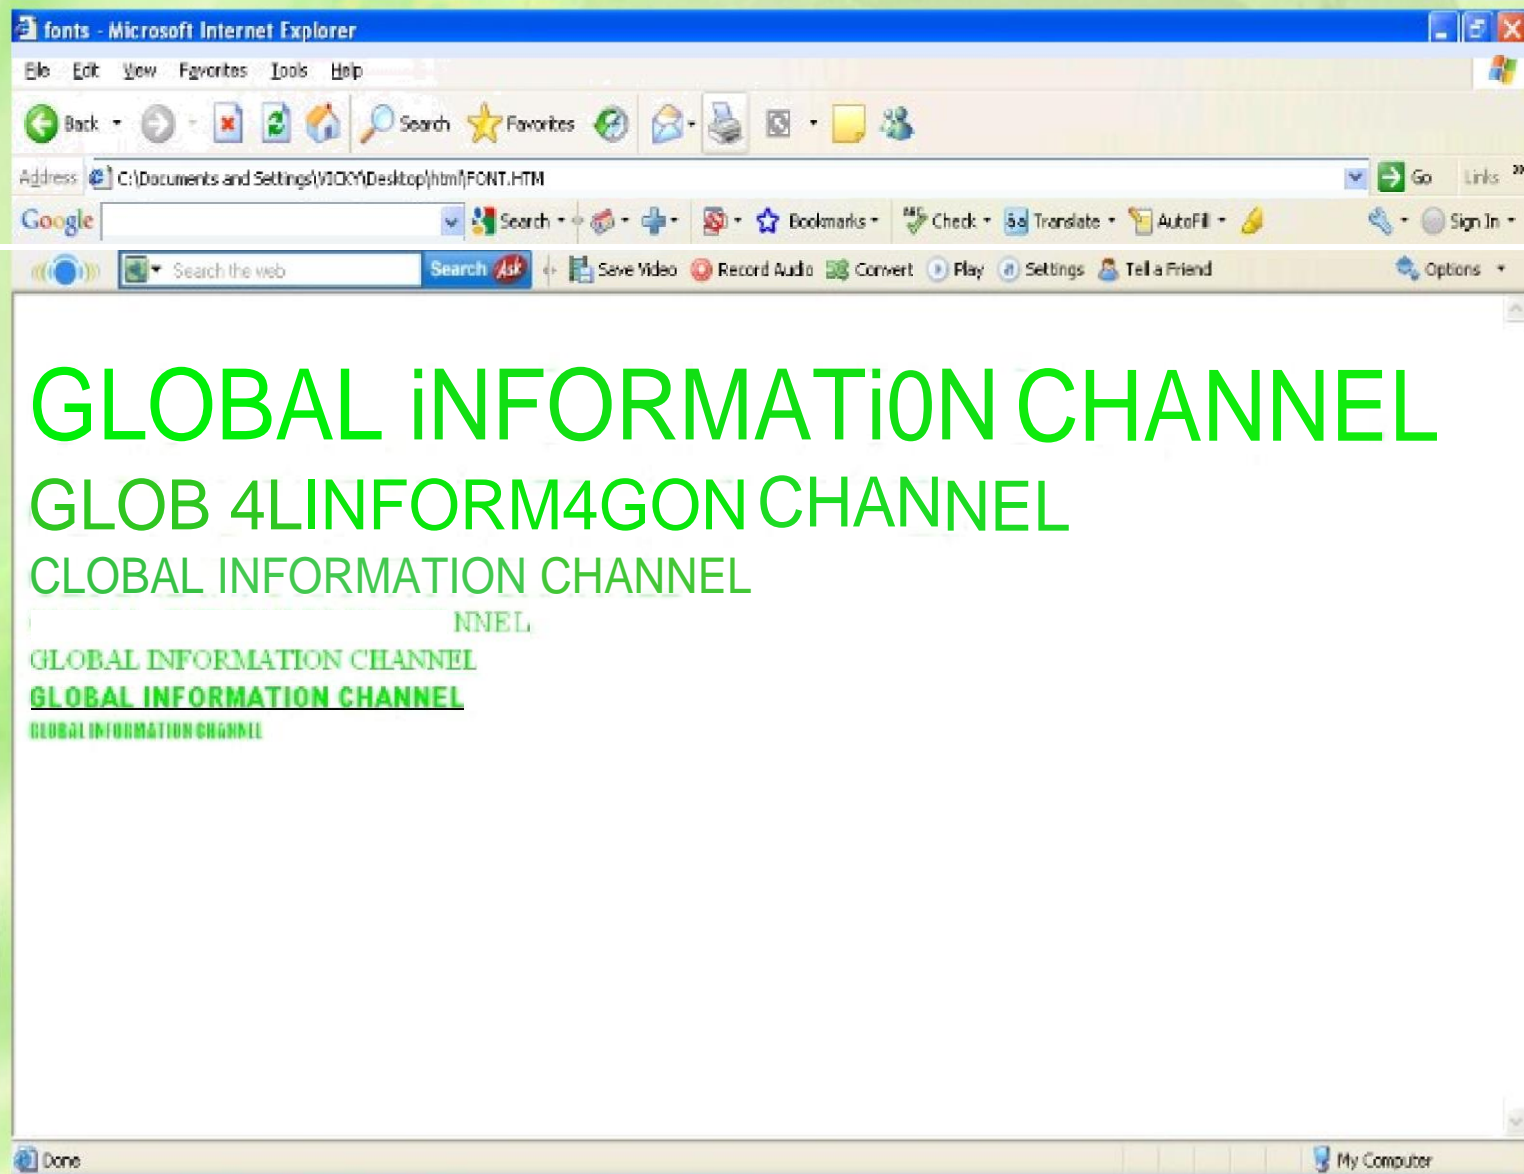 fonts - Microsoft Internet Explorer
File Edit View Favorites Tools Help
Back Search Favorites
Address C:\Documents and Settings\VICKY\Desktop\html\FONT.HTM Go Links »
Google Search Bookmarks ABC Check Translate AutoFill Sign In
Search the web Search Ask Save Video Record Audio Convert Play Settings Tell a Friend Options
GLOBAL iNFORMATi0N CHANNEL
GLOB 4LINFORM4GON CHANNEL
CLOBAL INFORMATION CHANNEL
NNEL
GLOBAL INFORMATION CHANNEL
GLOBAL INFORMATION CHANNEL
GLOBAL INFORMATION CHANNEL
Done My Computer